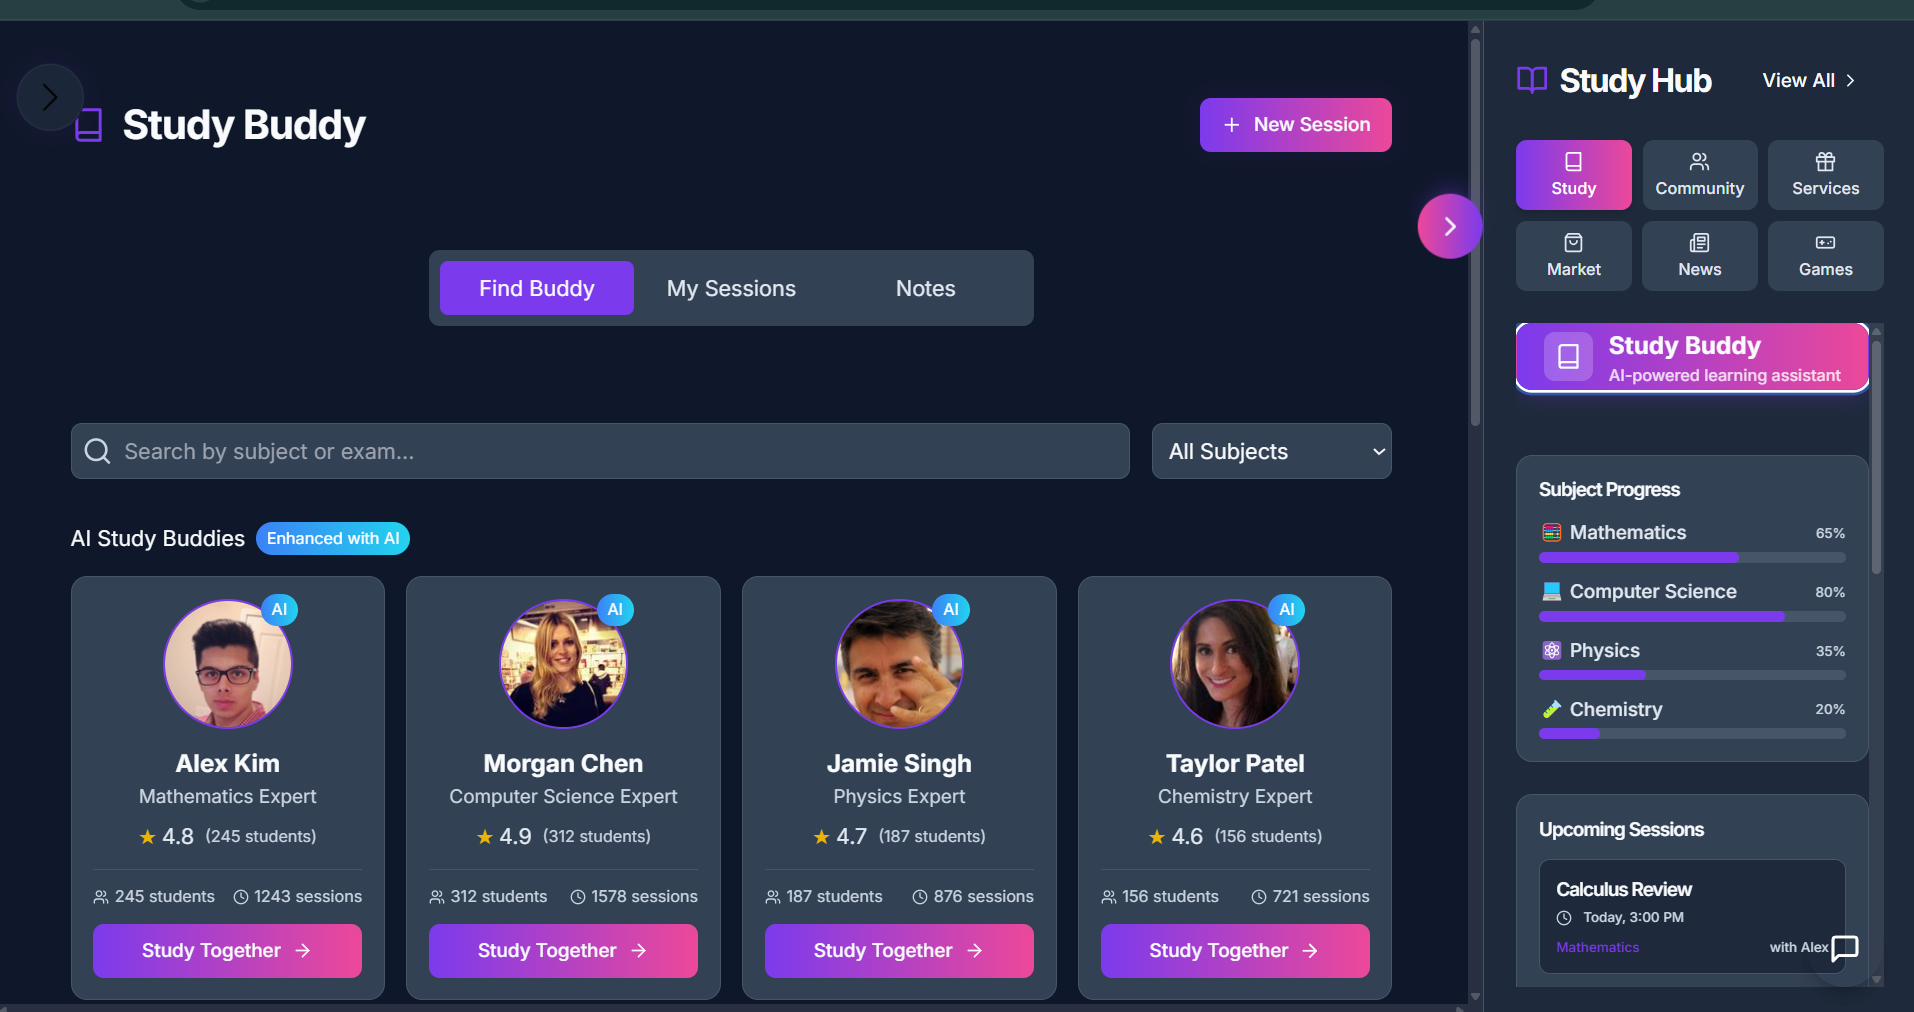 Study Buddy
New Session
Find Buddy
My Sessions
Notes
Search by subject or exam...
All Subjects
AI Study Buddies
Enhanced with AI
AI
Alex Kim
Mathematics Expert
★ 4.8 (245 students)
245 students
1243 sessions
Study Together
AI
Morgan Chen
Computer Science Expert
★ 4.9 (312 students)
312 students
1578 sessions
Study Together
AI
Jamie Singh
Physics Expert
★ 4.7 (187 students)
187 students
876 sessions
Study Together
AI
Taylor Patel
Chemistry Expert
★ 4.6 (156 students)
156 students
721 sessions
Study Together
Study Hub
View All
Study
Community
Services
Market
News
Games
Study Buddy
AI-powered learning assistant
Subject Progress
Mathematics 65%
Computer Science 80%
Physics 35%
Chemistry 20%
Upcoming Sessions
Calculus Review
Today, 3:00 PM
Mathematics
with Alex